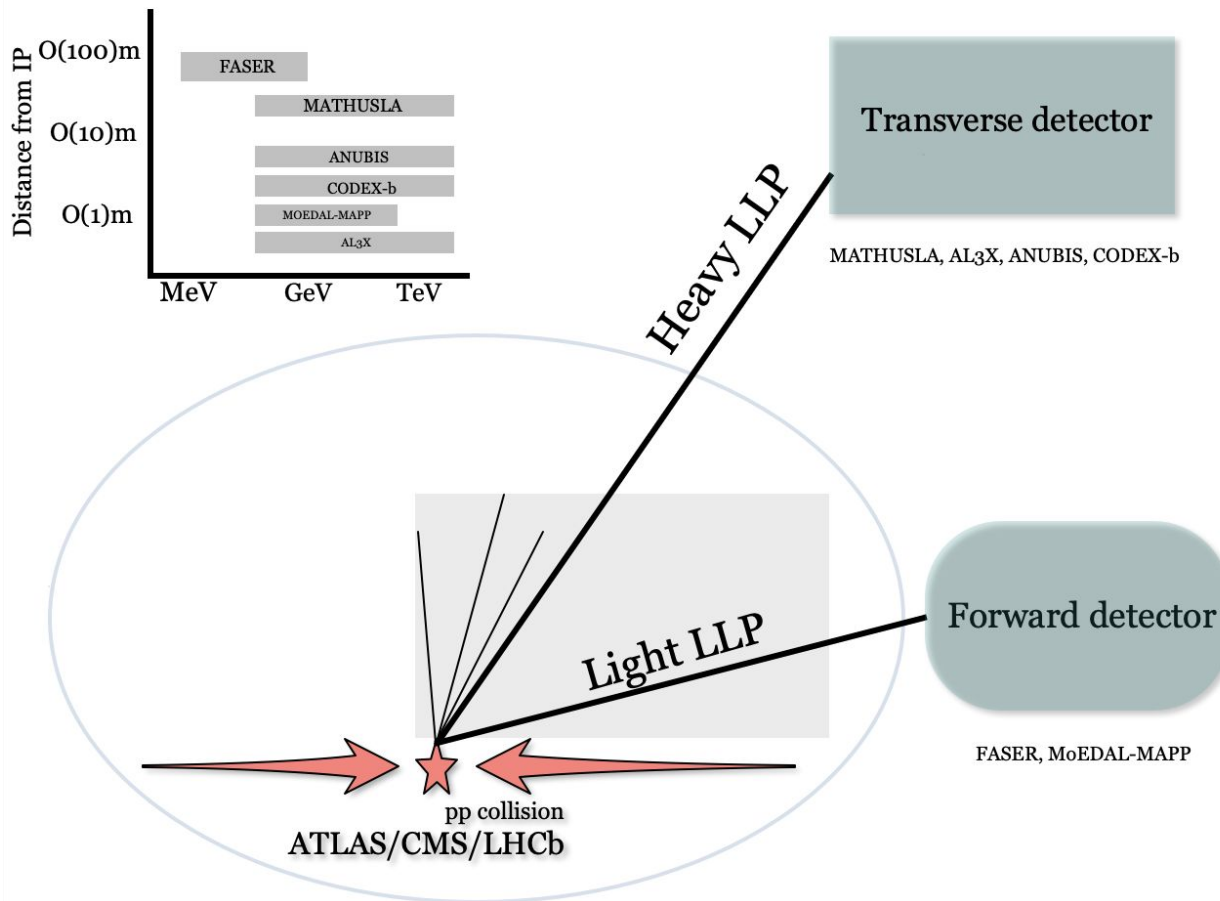 Distance from IP
O(100)m
O(10)m
O(1)m
FASER
MATHUSLA
ANUBIS
CODEX-b
MOEDAL-MAPP
AL3X
MeV GeV TeV
Transverse detector
MATHUSLA, AL3X, ANUBIS, CODEX-b
Heavy LLP
Light LLP
Forward detector
FASER, MoEDAL-MAPP
pp collision
ATLAS/CMS/LHCb